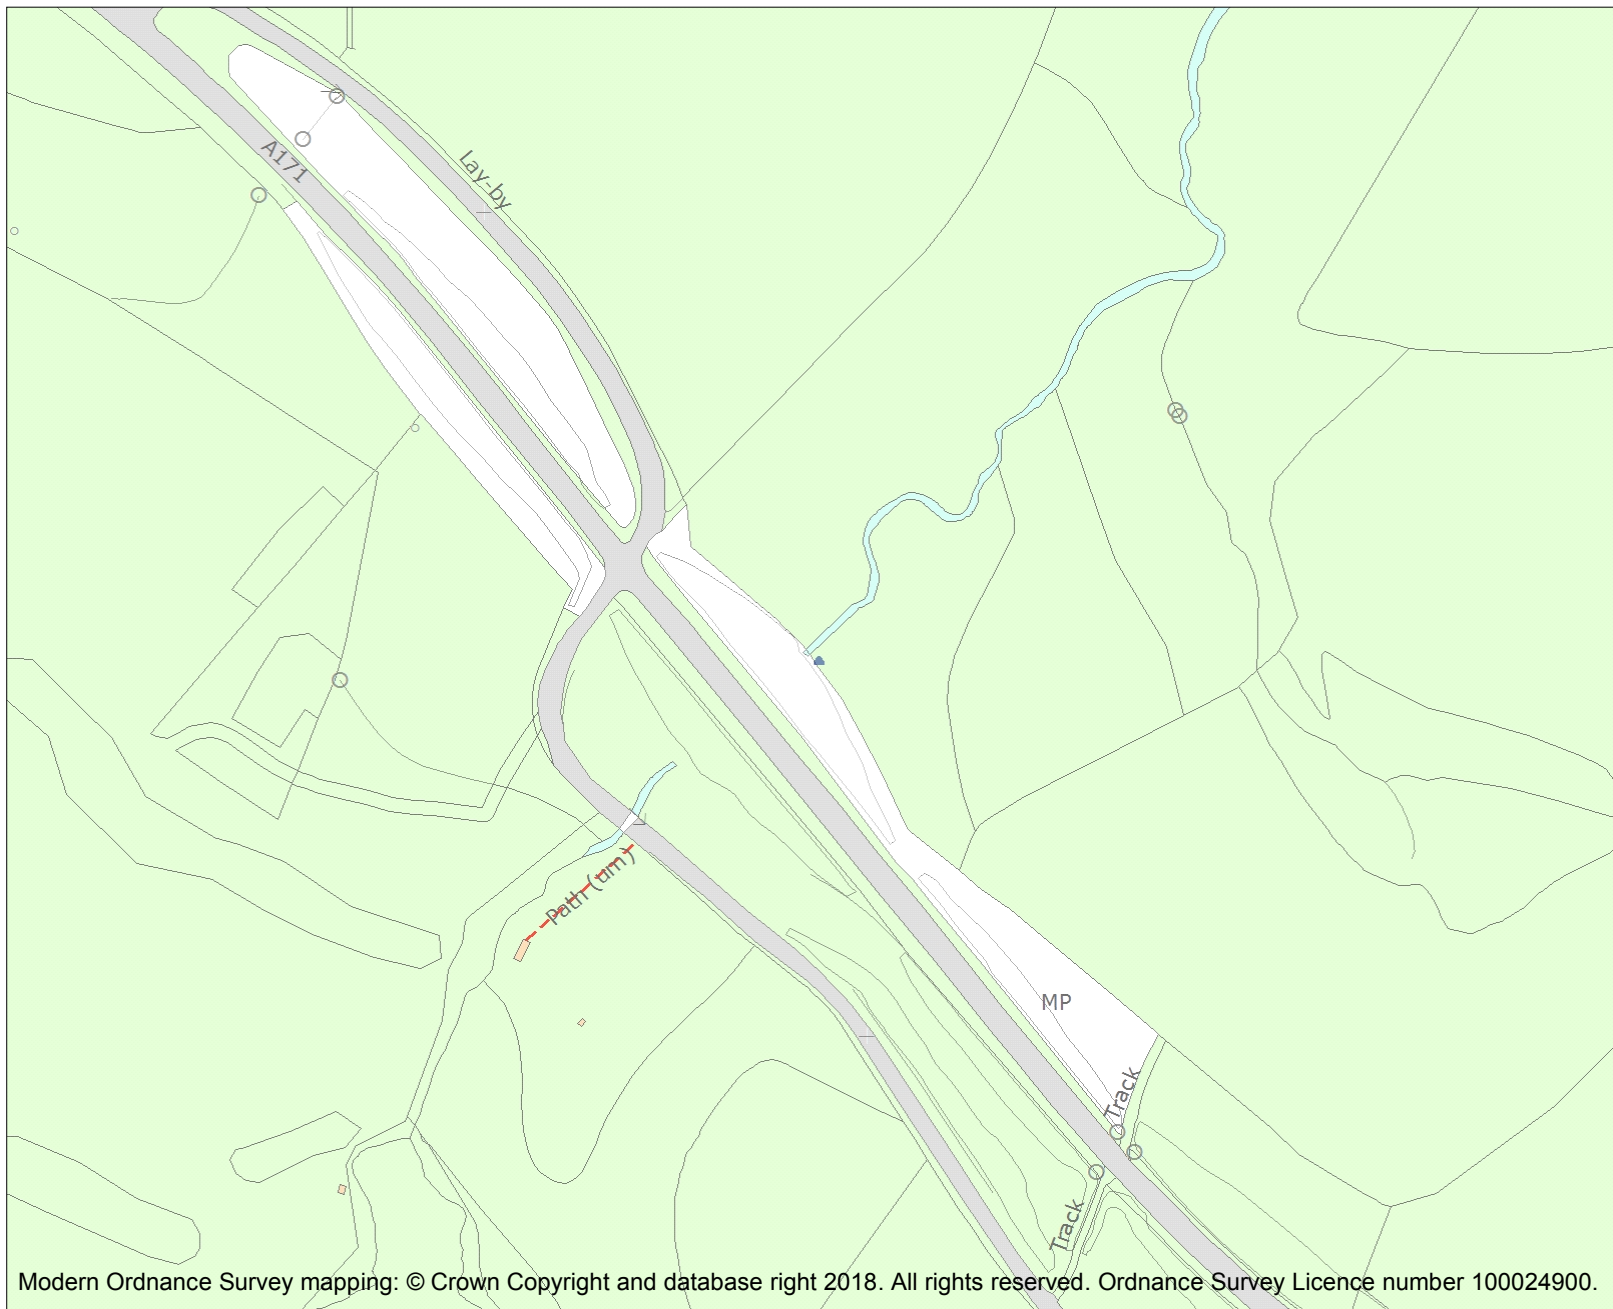 A171
Lay-by
Path (um)
MP
Track
Track
Modern Ordnance Survey mapping: © Crown Copyright and database right 2018. All rights reserved. Ordnance Survey Licence number 100024900.